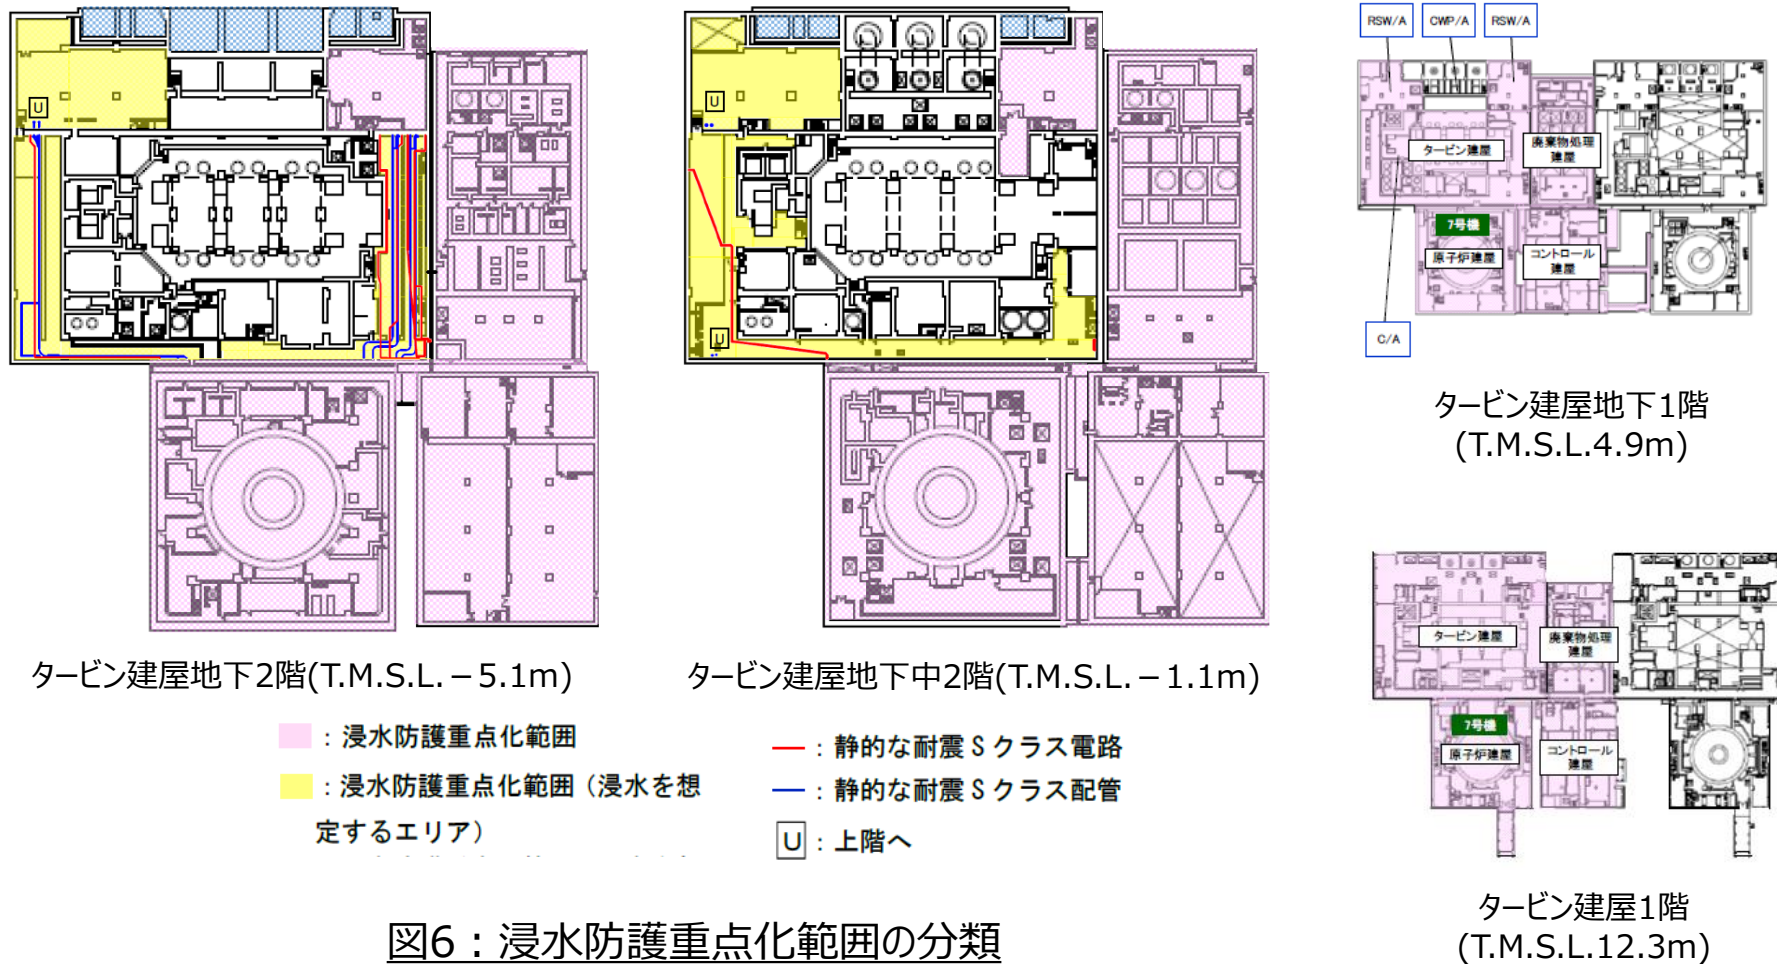 U
U
U
タービン建屋地下2階(T.M.S.L.－5.1m)
タービン建屋地下中2階(T.M.S.L.－1.1m)
：浸水防護重点化範囲
：浸水防護重点化範囲（浸水を想
定するエリア）
：静的な耐震Ｓクラス電路
：静的な耐震Ｓクラス配管
U：上階へ
図6：浸水防護重点化範囲の分類
RSW/A
CWP/A
RSW/A
タービン建屋
廃棄物処理
建屋
7号機
原子炉建屋
コントロール
建屋
C/A
タービン建屋地下1階
(T.M.S.L.4.9m)
タービン建屋
廃棄物処理
建屋
7号機
原子炉建屋
コントロール
建屋
タービン建屋1階
(T.M.S.L.12.3m)